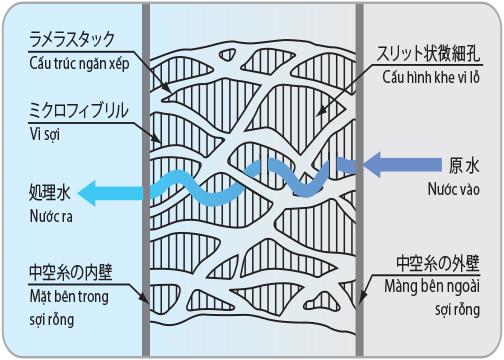 ラメラスタック
Cấu trúc ngăn xếp
ミクロフィブリル
Vi sợi
処理水
Nước ra
中空糸の内壁
Mặt bên trong
sợi rỗng
スリット状微細孔
Cấu hình khe vi lỗ
原水
Nước vào
中空糸の外壁
Màng bên ngoài
sợi rỗng